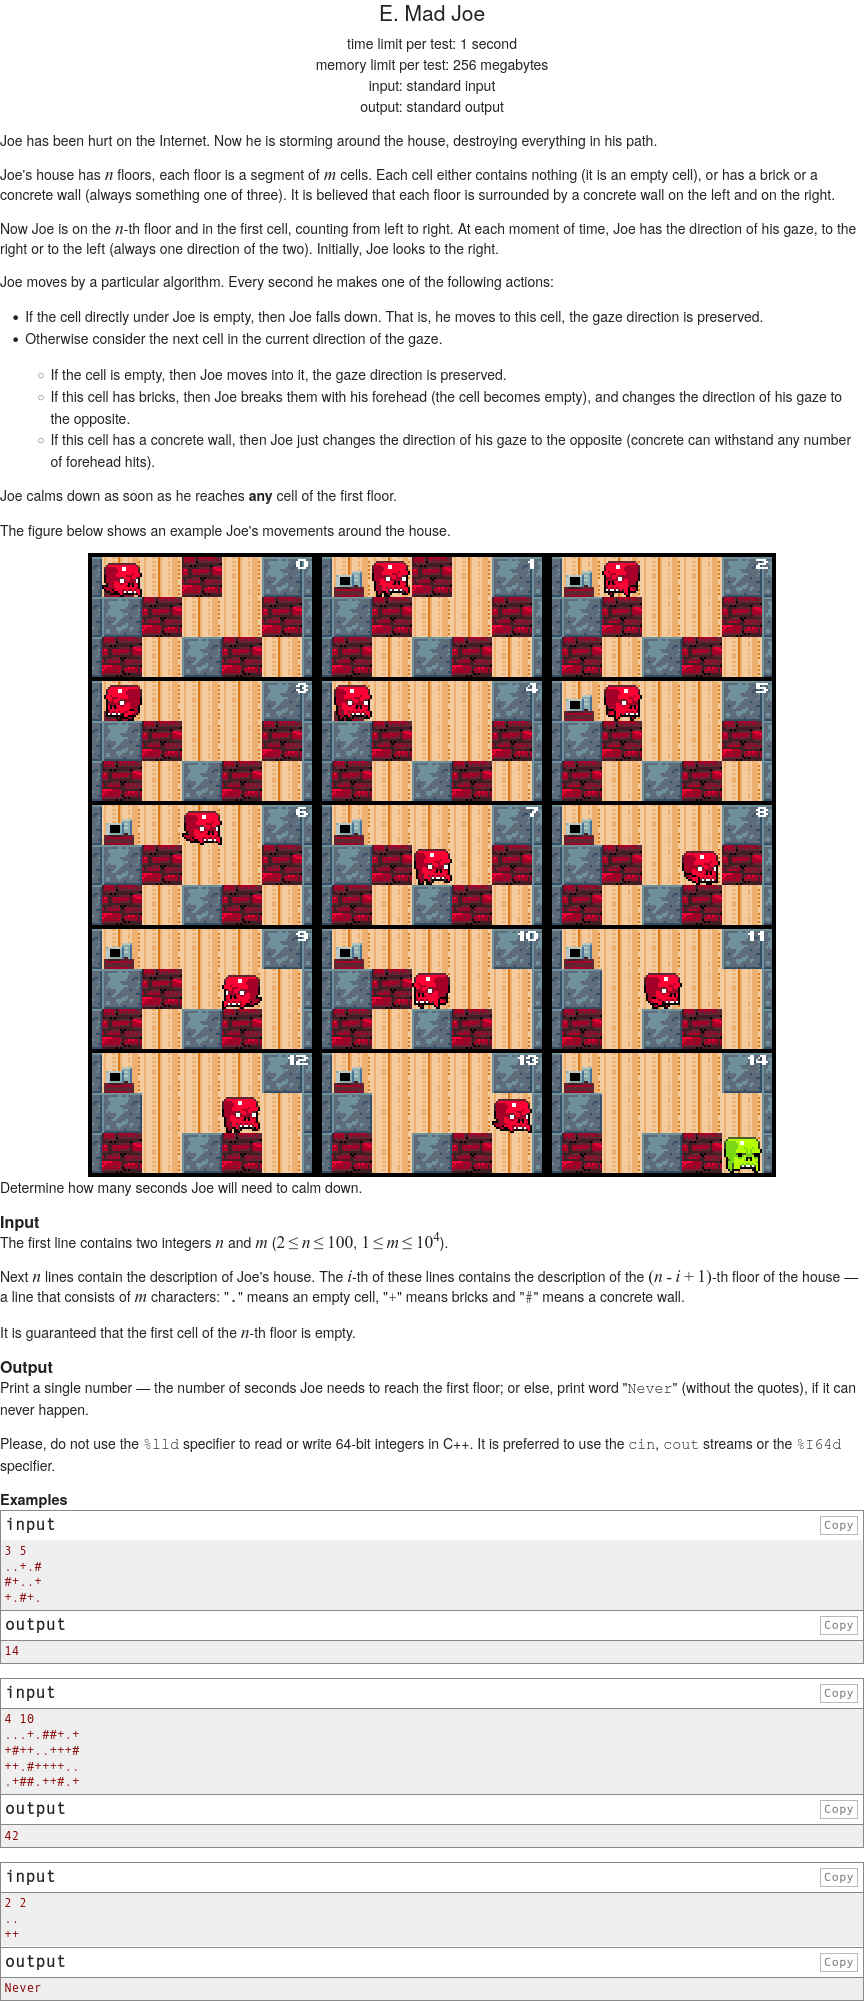 E. Mad Joe
time limit per test: 1 second
memory limit per test: 256 megabytes
input: standard input
output: standard output
Joe has been hurt on the Internet. Now he is storming around the house, destroying everything in his path.
Joe's house has n floors, each floor is a segment of m cells. Each cell either contains nothing (it is an empty cell), or has a brick or a
concrete wall (always something one of three). It is believed that each floor is surrounded by a concrete wall on the left and on the right.
Now Joe is on the n-th floor and in the first cell, counting from left to right. At each moment of time, Joe has the direction of his gaze, to the
right or to the left (always one direction of the two). Initially, Joe looks to the right.
Joe moves by a particular algorithm. Every second he makes one of the following actions:
• If the cell directly under Joe is empty, then Joe falls down. That is, he moves to this cell, the gaze direction is preserved.
• Otherwise consider the next cell in the current direction of the gaze.
○ If the cell is empty, then Joe moves into it, the gaze direction is preserved.
○ If this cell has bricks, then Joe breaks them with his forehead (the cell becomes empty), and changes the direction of his gaze to
the opposite.
○ If this cell has a concrete wall, then Joe just changes the direction of his gaze to the opposite (concrete can withstand any number
of forehead hits).
Joe calms down as soon as he reaches any cell of the first floor.
The figure below shows an example Joe's movements around the house.
0 1 2
3 4 5
6 7 8
9 10 11
12 13 14
Determine how many seconds Joe will need to calm down.
Input
The first line contains two integers n and m (2 ≤ n ≤ 100, 1 ≤ m ≤ 10^4).
Next n lines contain the description of Joe's house. The i-th of these lines contains the description of the (n - i + 1)-th floor of the house —
a line that consists of m characters: "." means an empty cell, "+" means bricks and "#" means a concrete wall.
It is guaranteed that the first cell of the n-th floor is empty.
Output
Print a single number — the number of seconds Joe needs to reach the first floor; or else, print word "Never" (without the quotes), if it can
never happen.
Please, do not use the %lld specifier to read or write 64-bit integers in C++. It is preferred to use the cin, cout streams or the %I64d
specifier.
Examples
input Copy
3 5
..+.#
#+..+
+.#+.
output Copy
14
input Copy
4 10
...+.##+.+
+#++..+++#
++.#++++..
.+##.++#.+
output Copy
42
input Copy
2 2
..
++
output Copy
Never